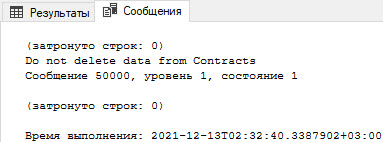 Результаты Сообщения
(затронуто строк: 0)
Do not delete data from Contracts
Сообщение 50000, уровень 1, состояние 1
(затронуто строк: 0)
Время выполнения: 2021-12-13T02:32:40.3387902+03:00